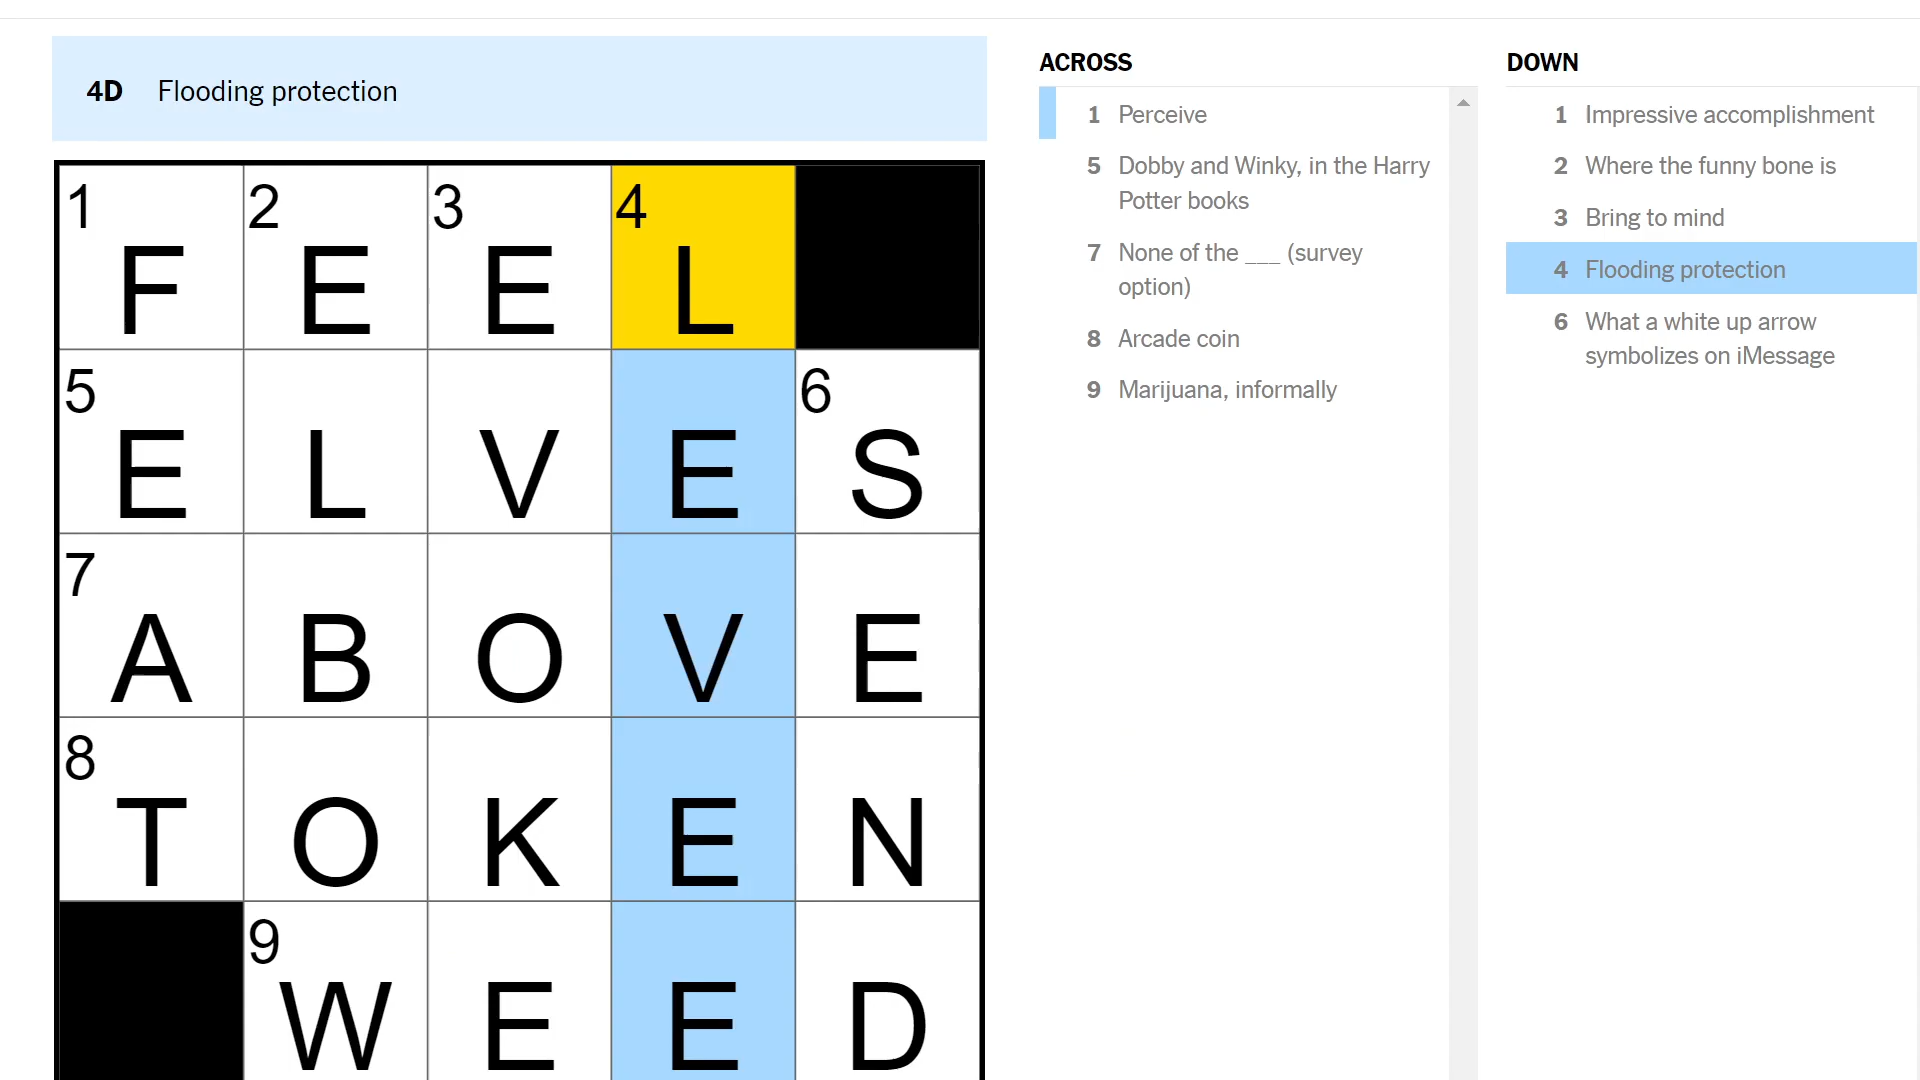 4D Flooding protection
1 2 3 4
F E E L
5 6
E L V E S
7
A B O V E
8
T O K E N
9
W E E D
ACROSS
1 Perceive
5 Dobby and Winky, in the Harry
Potter books
7 None of the ___ (survey
option)
8 Arcade coin
9 Marijuana, informally
DOWN
1 Impressive accomplishment
2 Where the funny bone is
3 Bring to mind
4 Flooding protection
6 What a white up arrow
symbolizes on iMessage